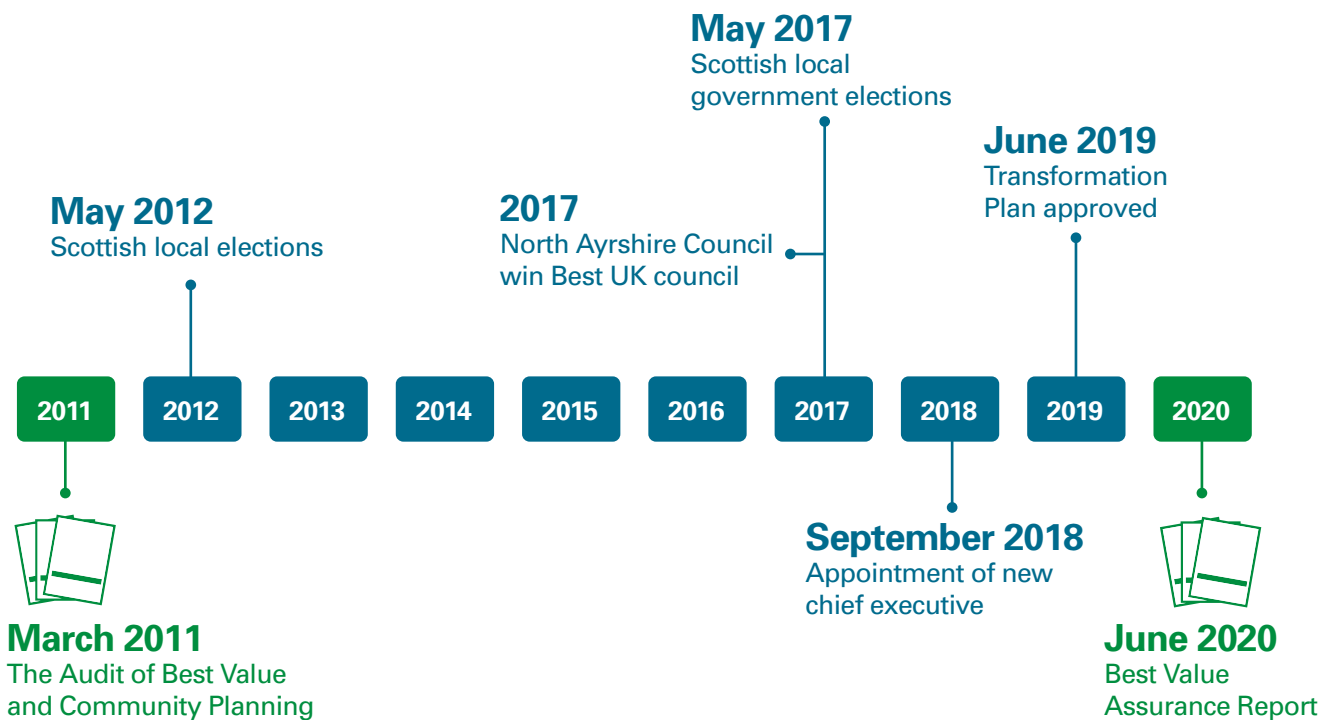 May 2017
Scottish local
government elections
June 2019
Transformation
Plan approved
May 2012
Scottish local elections
2017
North Ayrshire Council
win Best UK council
2011
2012
2013
2014
2015
2016
2017
2018
2019
2020
September 2018
Appointment of new
chief executive
March 2011
The Audit of Best Value
and Community Planning
June 2020
Best Value
Assurance Report